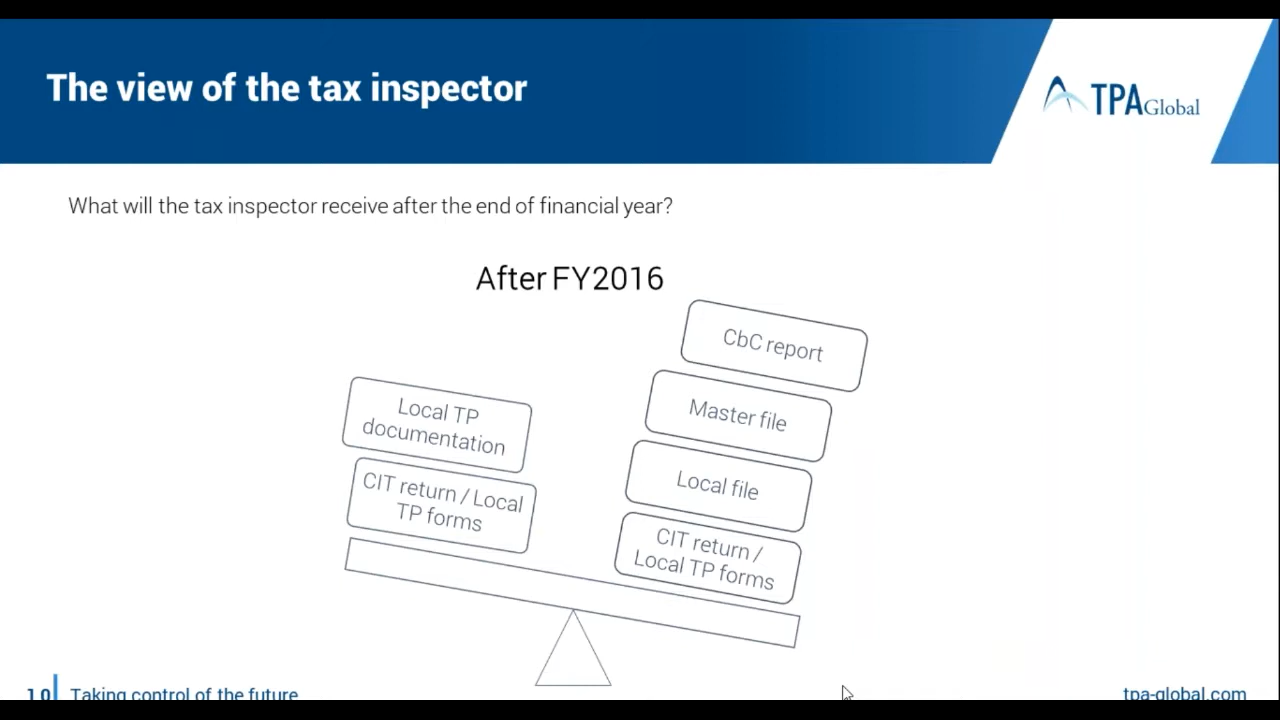 The view of the tax inspector
TPA Global
What will the tax inspector receive after the end of financial year?
After FY2016
Local TP
documentation
CIT return / Local
TP forms
CbC report
Master file
Local file
CIT return /
Local TP forms
10
Taking control of the future
tpa-global.com